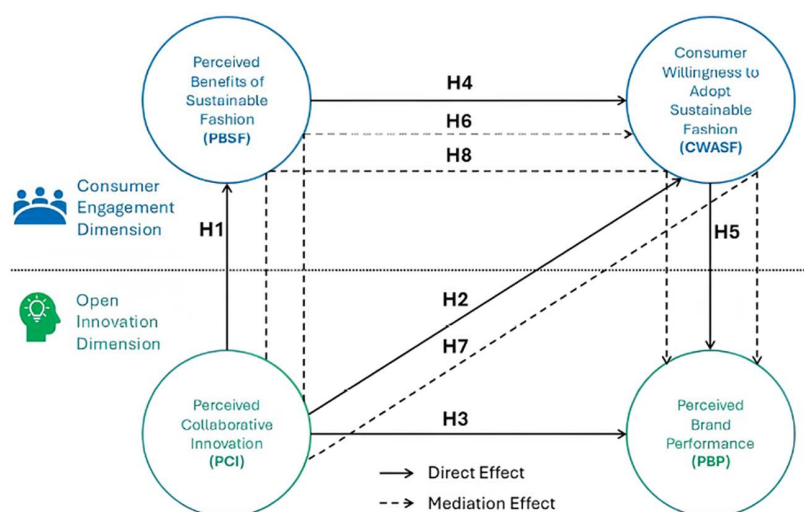 Perceived
Benefits of
Sustainable
Fashion
(PBSF)
H4
H6
H8
Consumer
Willingness to
Adopt
Sustainable
Fashion
(CWASF)
Consumer
Engagement
Dimension
H1
H5
Open
Innovation
Dimension
H2
H7
Perceived
Collaborative
Innovation
(PCI)
H3
Perceived
Brand
Performance
(PBP)
Direct Effect
Mediation Effect